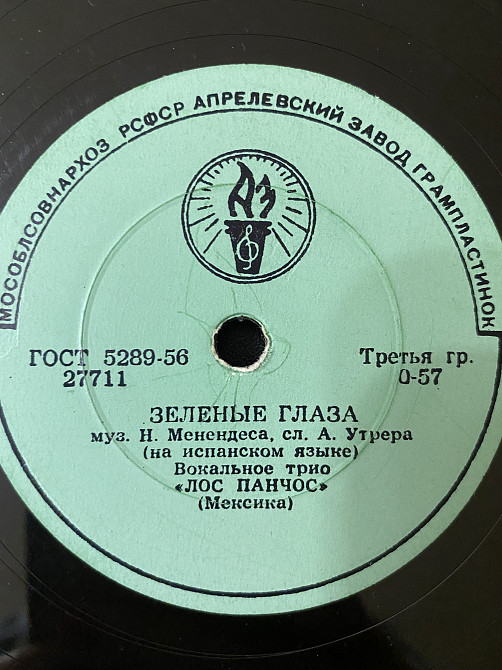 МОСОБЛСОВНАРХОЗ РСФСР АПРЕЛЕВСКИЙ ЗАВОД ГРАМПЛАСТИНОК
АЗ
ГОСТ 5289-56
27711
Третья гр.
0-57
ЗЕЛЕНЫЕ ГЛАЗА
муз. Н. Менендеса, сл. А. Утрера
(на испанском языке)
Вокальное трио
«ЛОС ПАНЧОС»
(Мексика)